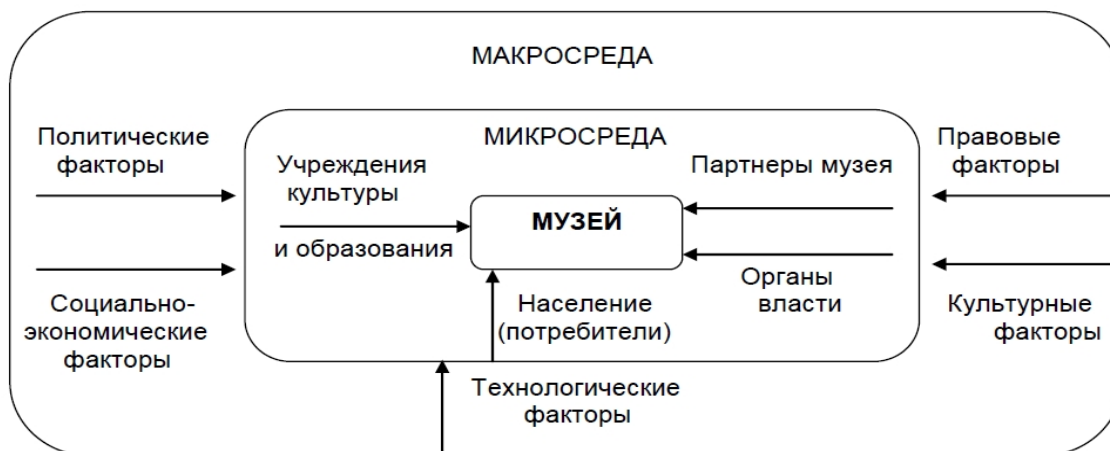 МАКРОСРЕДА
МИКРОСРЕДА
Политические
факторы
Социально-
экономические
факторы
Учреждения
культуры
и образования
МУЗЕЙ
Партнеры музея
Органы
власти
Население
(потребители)
Правовые
факторы
Культурные
факторы
Технологические
факторы